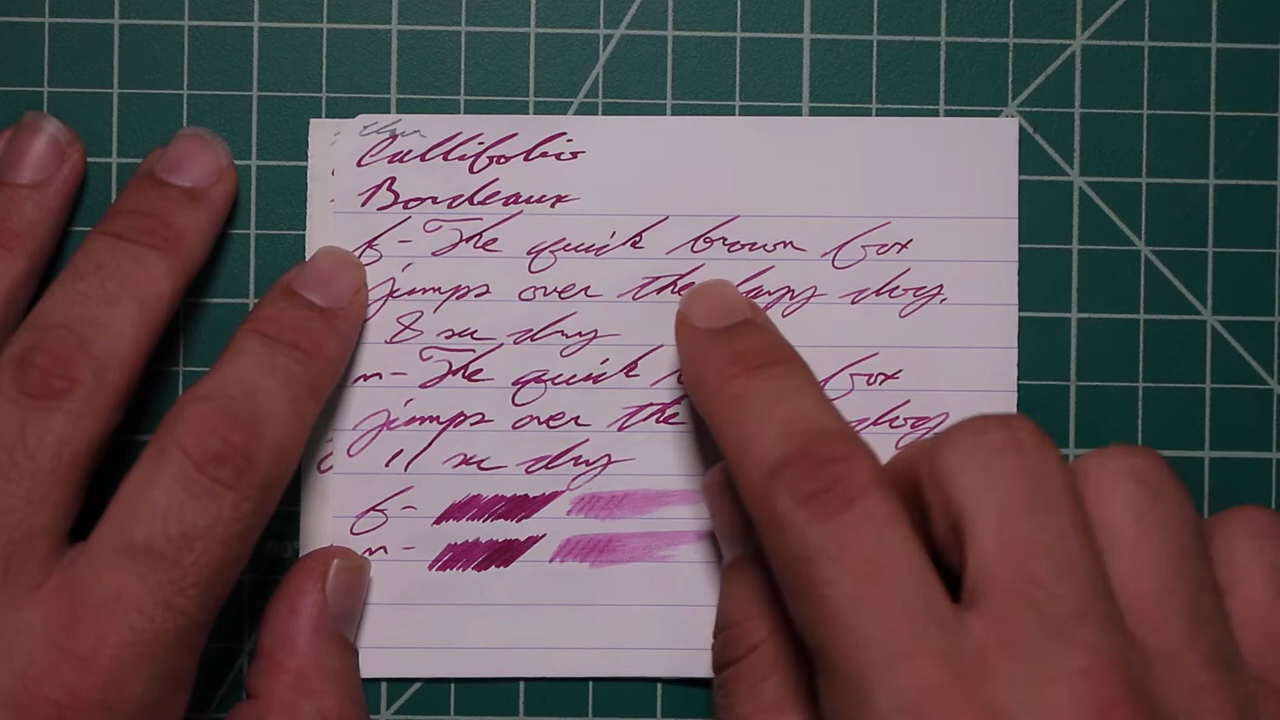 Callifolio
Bordeaux
f- The quick brown fox
jumps over the lazy dog.
8 sec dry
m- The quick fox
jumps over the dog
11 sec dry
f-
m-